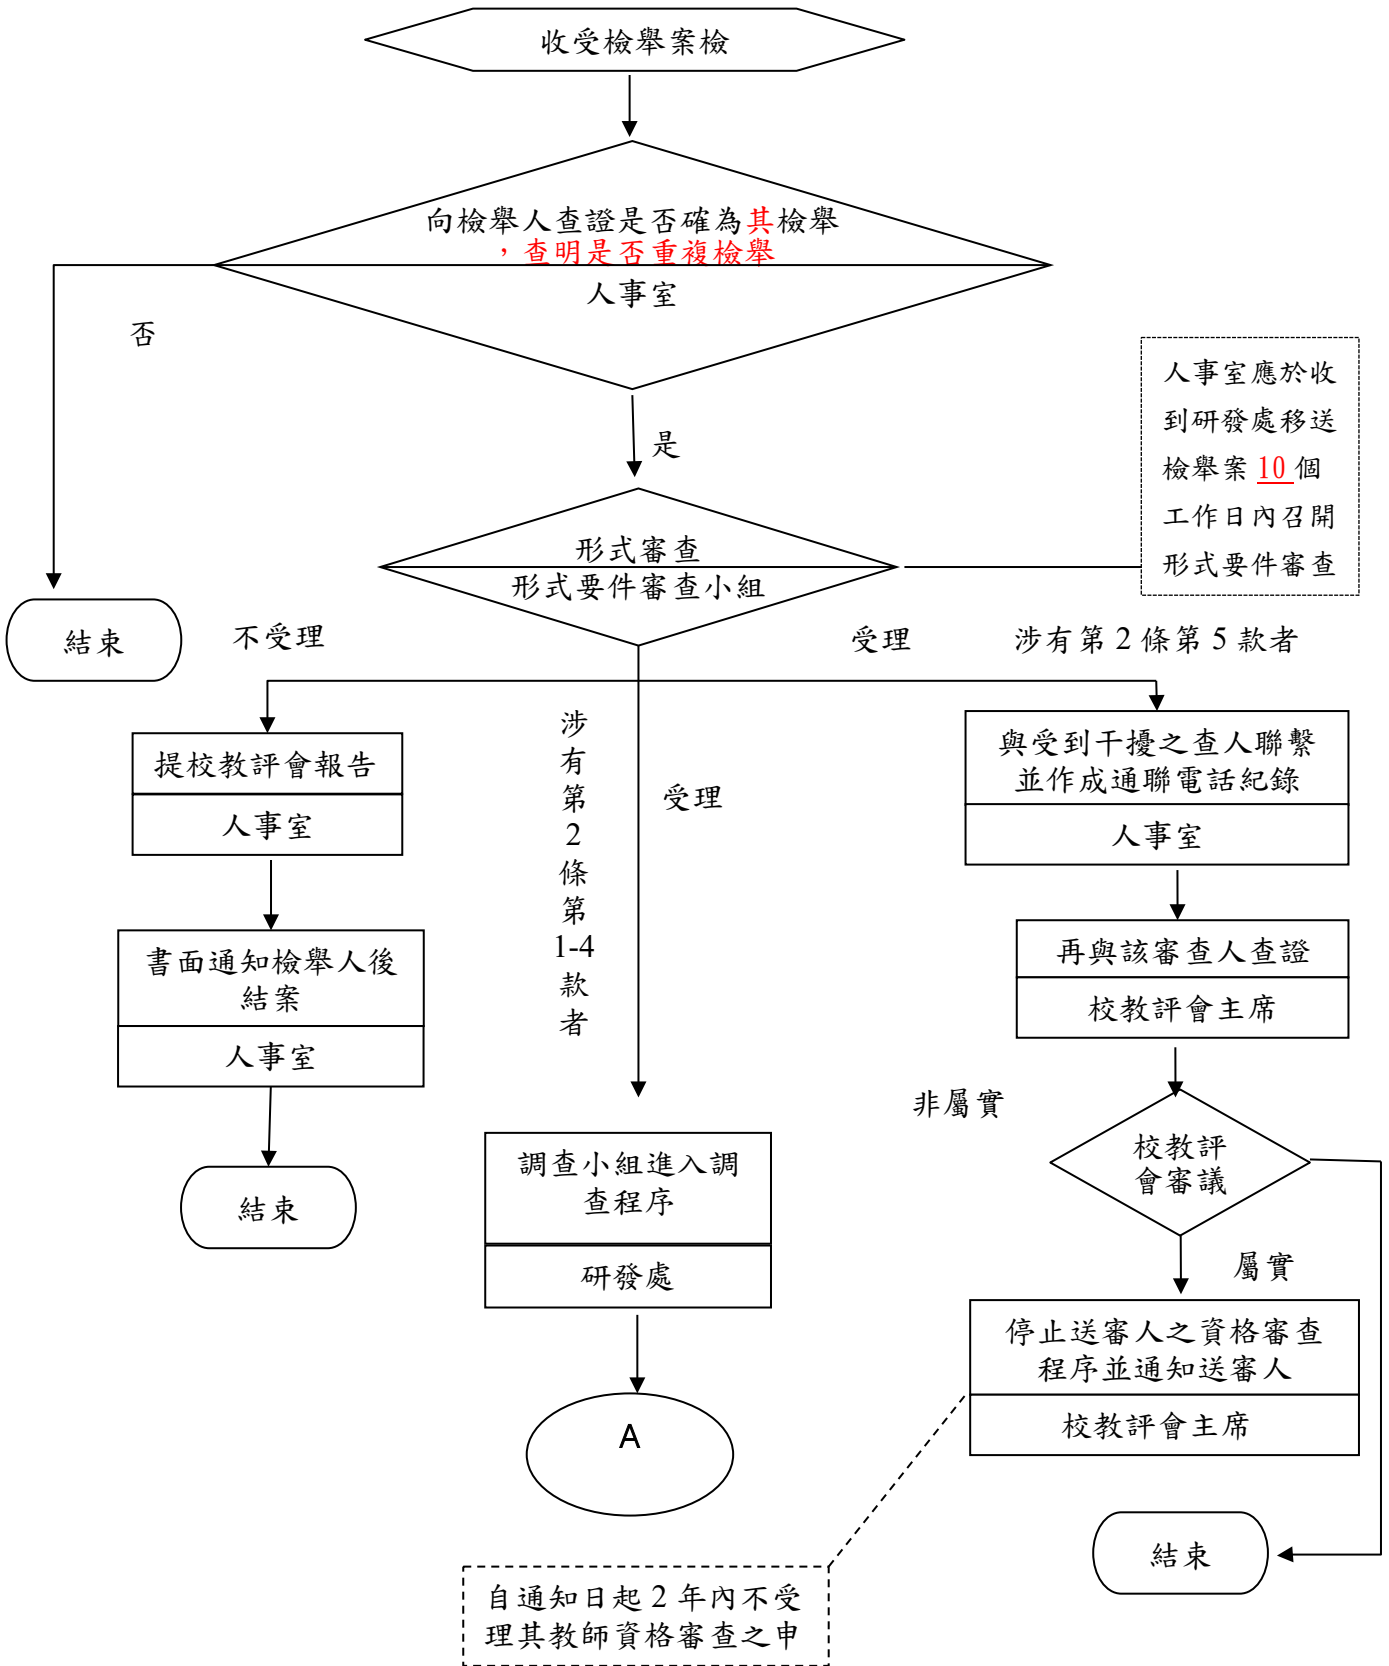 收受檢舉案檢
向檢舉人查證是否確為其檢舉
，查明是否重複檢舉
人事室
否
是
人事室應於收
到研發處移送
檢舉案 10 個
工作日內召開
形式要件審查
形式審查
形式要件審查小組
結束
不受理
受理
涉有第 2 條第 5 款者
提校教評會報告
人事室
書面通知檢舉人後
結案
人事室
結束
涉
有
第
2
條
第
1-4
款
者
受理
調查小組進入調
查程序
研發處
A
與受到干擾之查人聯繫
並作成通聯電話紀錄
人事室
再與該審查人查證
校教評會主席
非屬實
校教評
會審議
屬實
停止送審人之資格審查
程序並通知送審人
校教評會主席
結束
自通知日起 2 年內不受
理其教師資格審查之申